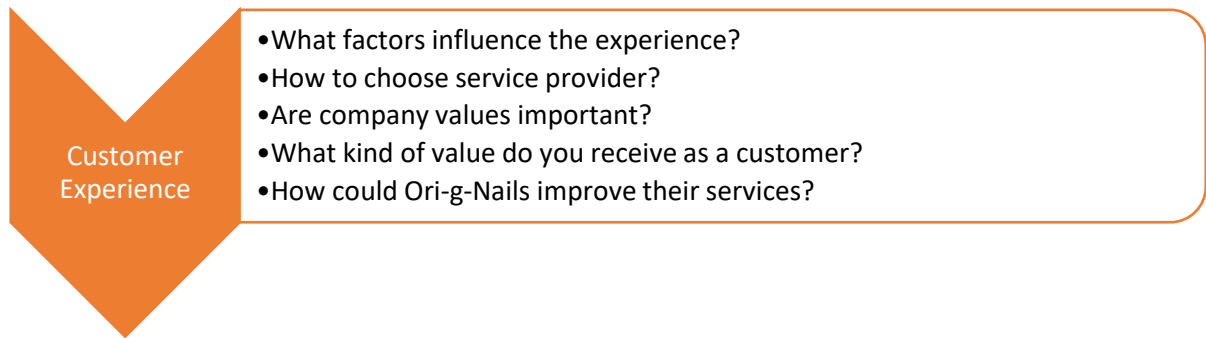 Customer
Experience
•What factors influence the experience?
•How to choose service provider?
•Are company values important?
•What kind of value do you receive as a customer?
•How could Ori-g-Nails improve their services?